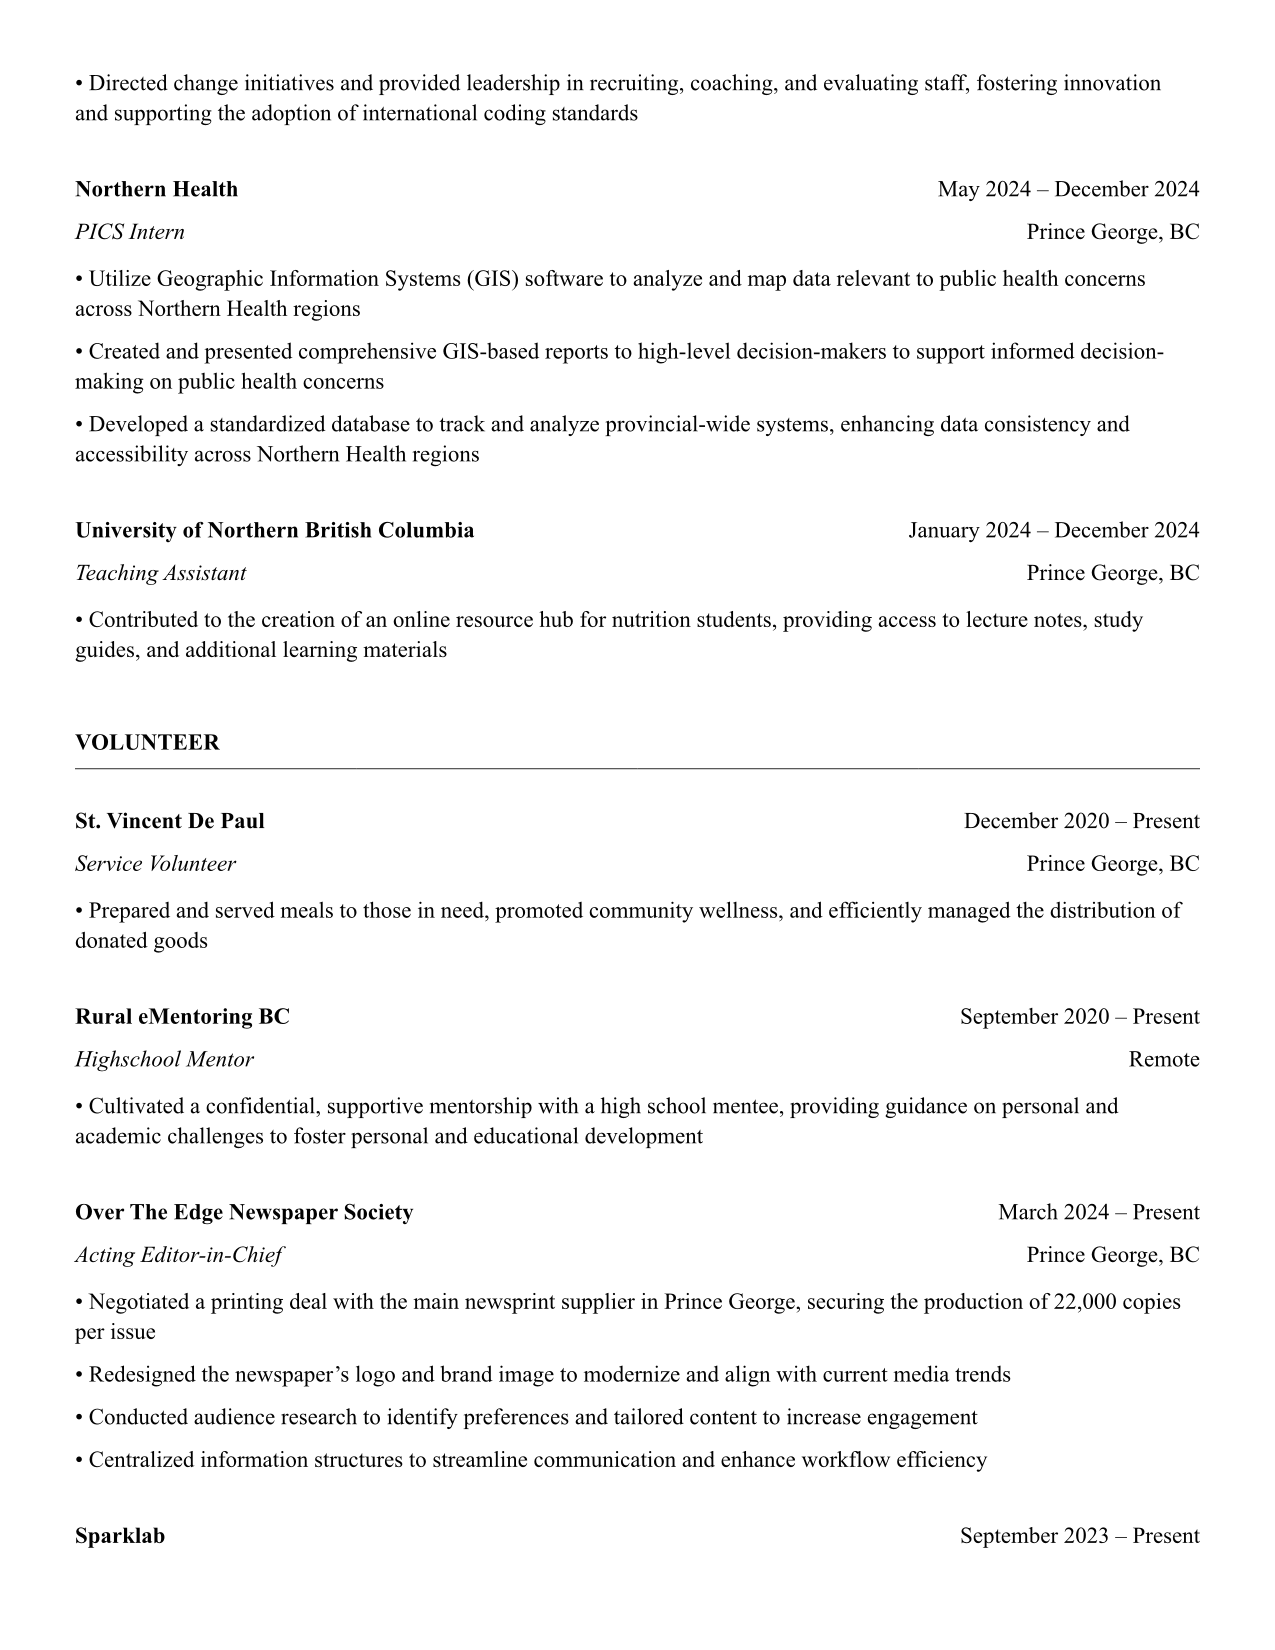 • Directed change initiatives and provided leadership in recruiting, coaching, and evaluating staff, fostering innovation
and supporting the adoption of international coding standards
Northern Health May 2024 – December 2024
PICS Intern Prince George, BC
• Utilize Geographic Information Systems (GIS) software to analyze and map data relevant to public health concerns
across Northern Health regions
• Created and presented comprehensive GIS-based reports to high-level decision-makers to support informed decision-
making on public health concerns
• Developed a standardized database to track and analyze provincial-wide systems, enhancing data consistency and
accessibility across Northern Health regions
University of Northern British Columbia January 2024 – December 2024
Teaching Assistant Prince George, BC
• Contributed to the creation of an online resource hub for nutrition students, providing access to lecture notes, study
guides, and additional learning materials
VOLUNTEER
St. Vincent De Paul December 2020 – Present
Service Volunteer Prince George, BC
• Prepared and served meals to those in need, promoted community wellness, and efficiently managed the distribution of
donated goods
Rural eMentoring BC September 2020 – Present
Highschool Mentor Remote
• Cultivated a confidential, supportive mentorship with a high school mentee, providing guidance on personal and
academic challenges to foster personal and educational development
Over The Edge Newspaper Society March 2024 – Present
Acting Editor-in-Chief Prince George, BC
• Negotiated a printing deal with the main newsprint supplier in Prince George, securing the production of 22,000 copies
per issue
• Redesigned the newspaper’s logo and brand image to modernize and align with current media trends
• Conducted audience research to identify preferences and tailored content to increase engagement
• Centralized information structures to streamline communication and enhance workflow efficiency
Sparklab September 2023 – Present